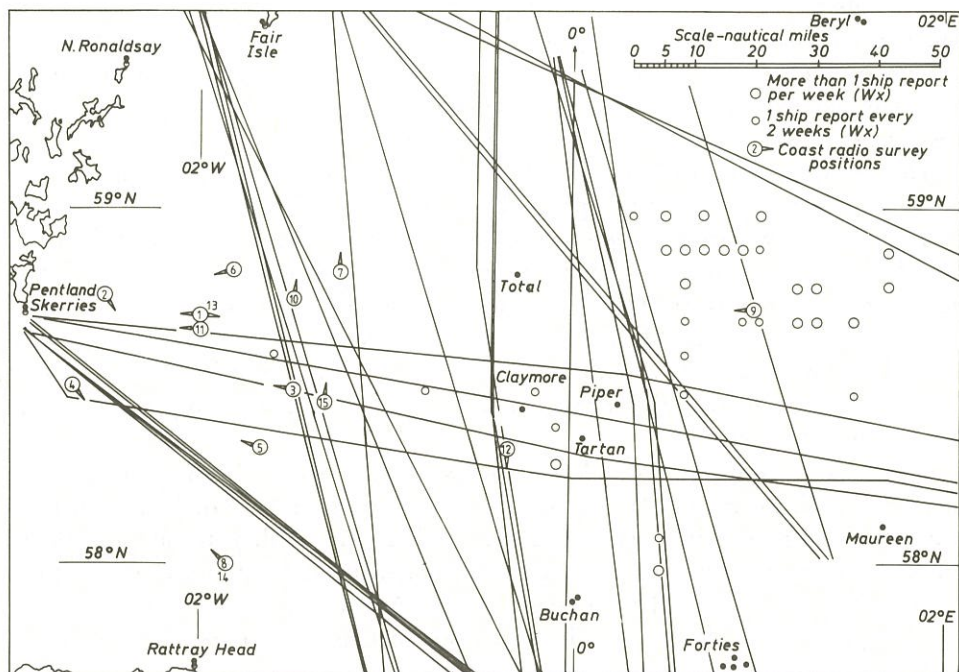 Beryl
02°E
Fair
Isle
0°
Scale-nautical miles
0 5 10 20 30 40 50
N. Ronaldsay
More than 1 ship report
per week (Wx)
1 ship report every
2 weeks (Wx)
2 Coast radio survey
positions
02°W
59°N
59°N
6
7
Pentland
Skerries
2
10
Total
13
1
11
9
3
15
4
Claymore
Piper
5
12
Tartan
Maureen
58°N
58°N
8
14
02°W
Buchan
02°E
Rattray Head
0°
Forties